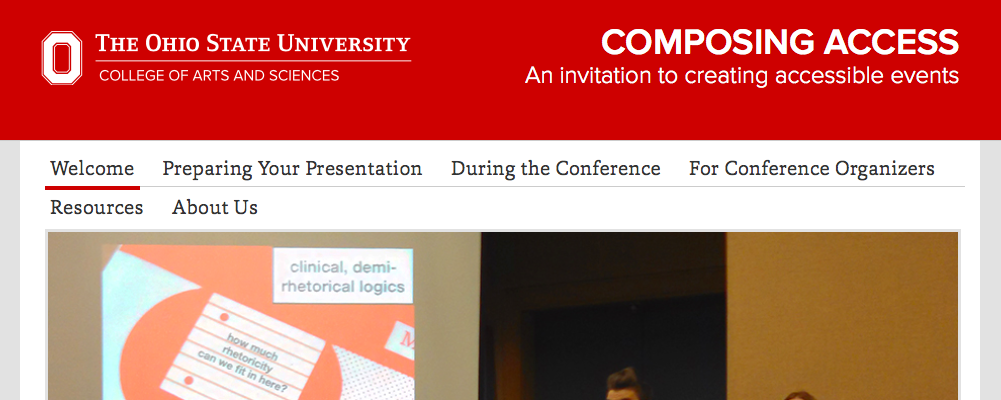 THE OHIO STATE UNIVERSITY
COLLEGE OF ARTS AND SCIENCES
COMPOSING ACCESS
An invitation to creating accessible events
Welcome Preparing Your Presentation During the Conference For Conference Organizers
Resources About Us
clinical, demi-
rhetorical logics
how much
rhetoricity
can we fit in here?
M